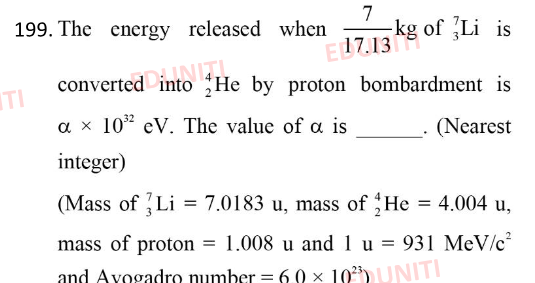 199. The energy released when 7/17.13 kg of ⁷₃Li is
converted into ⁴₂He by proton bombardment is
α × 10³² eV. The value of α is ______. (Nearest
integer)
(Mass of ⁷₃Li = 7.0183 u, mass of ⁴₂He = 4.004 u,
mass of proton = 1.008 u and 1 u = 931 MeV/c²
and Avogadro number = 6.0 × 10²³)
EDUNITI
EDUNITI
TI
EDUNITI